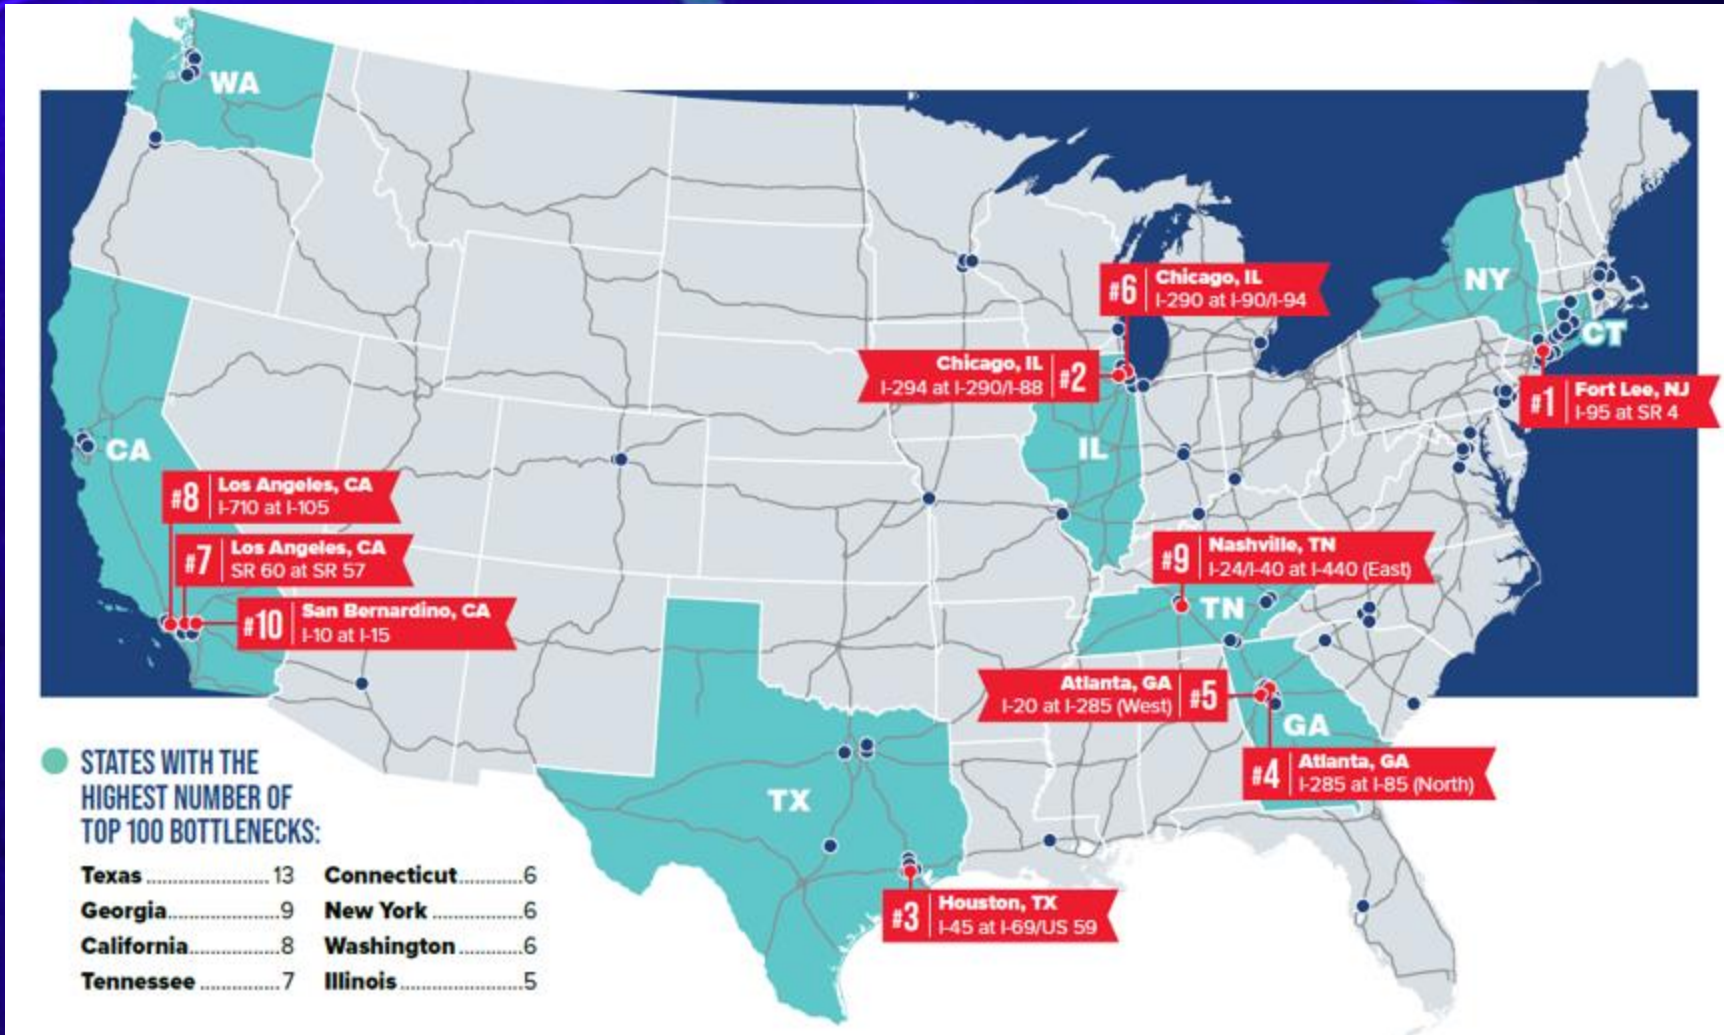 WA
NY
CT
#6 Chicago, IL
I-290 at I-90/I-94
Chicago, IL #2
I-294 at I-290/I-88
#1 Fort Lee, NJ
I-95 at SR 4
CA
IL
#8 Los Angeles, CA
I-710 at I-105
#7 Los Angeles, CA
SR 60 at SR 57
#9 Nashville, TN
I-24/I-40 at I-440 (East)
TN
#10 San Bernardino, CA
I-10 at I-15
Atlanta, GA #5
I-20 at I-285 (West)
GA
#4 Atlanta, GA
I-285 at I-85 (North)
TX
#3 Houston, TX
I-45 at I-69/US 59
STATES WITH THE
HIGHEST NUMBER OF
TOP 100 BOTTLENECKS:
Texas 13
Georgia 9
California 8
Tennessee 7
Connecticut 6
New York 6
Washington 6
Illinois 5